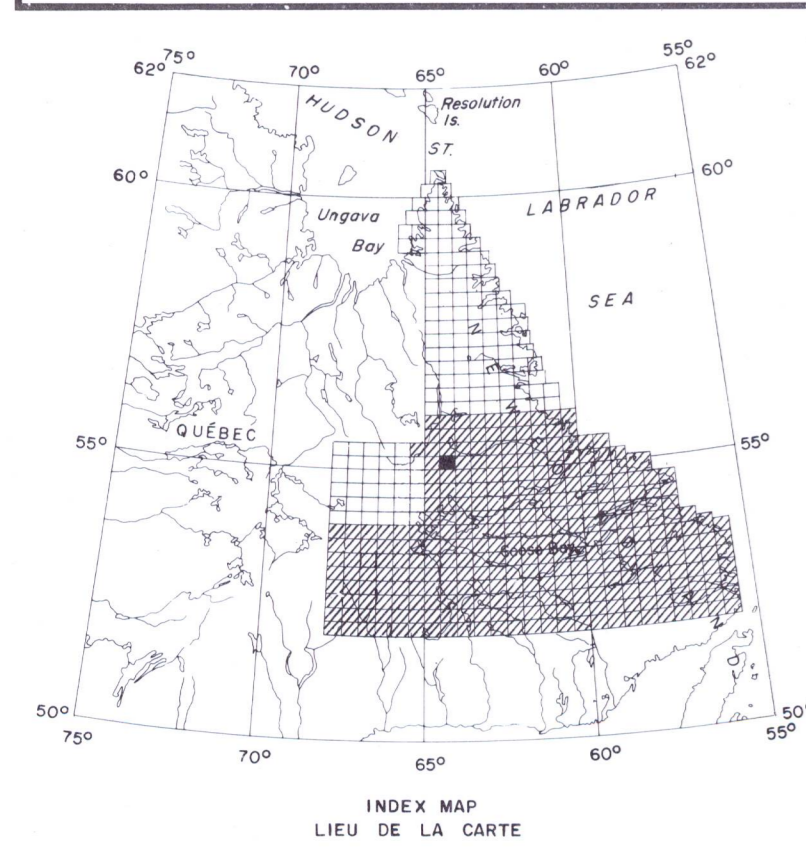 75° 70° 65° 60° 55°
62° 62°
HUDSON
Resolution
Is.
ST.
60° 60°
Ungava
Bay
LABRADOR
SEA
QUÉBEC
55° 55°
Goose Bay
50° 50°
75° 70° 65° 60° 55°
INDEX MAP
LIEU DE LA CARTE